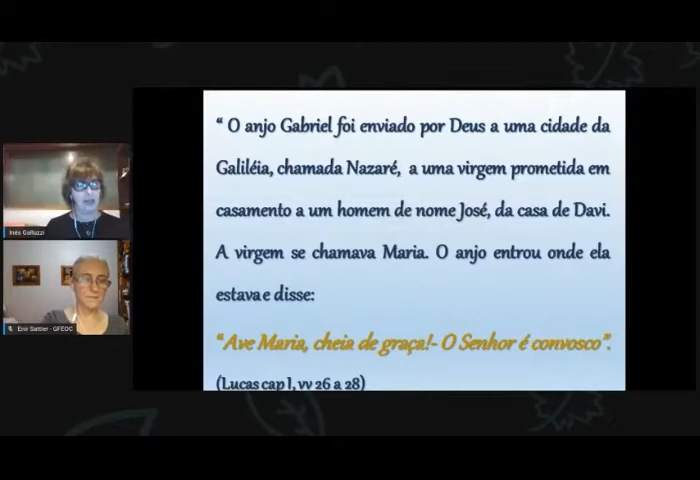 “ O anjo Gabriel foi enviado por Deus a uma cidade da
Galiléia, chamada Nazaré, a uma virgem prometida em
casamento a um homem de nome José, da casa de Davi.
A virgem se chamava Maria. O anjo entrou onde ela
estava e disse:
“Ave Maria, cheia de graça!- O Senhor é convosco”.
(Lucas cap I, vv 26 a 28)
Inês Galluzzi
Enir Sattler - GFEOC